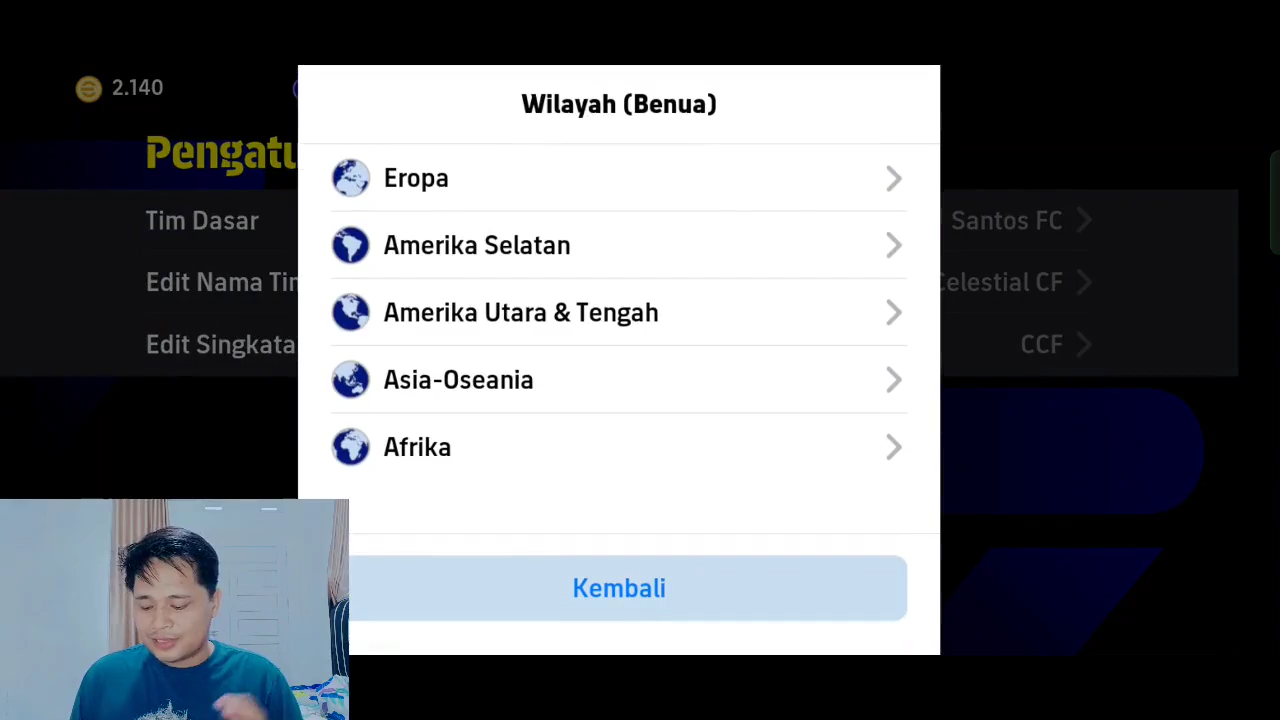 2.140
Wilayah (Benua)
Pengatu
Eropa
Tim Dasar
Santos FC
Amerika Selatan
Edit Nama Tim
Celestial CF
Amerika Utara & Tengah
Edit Singkata
CCF
Asia-Oseania
Afrika
Kembali